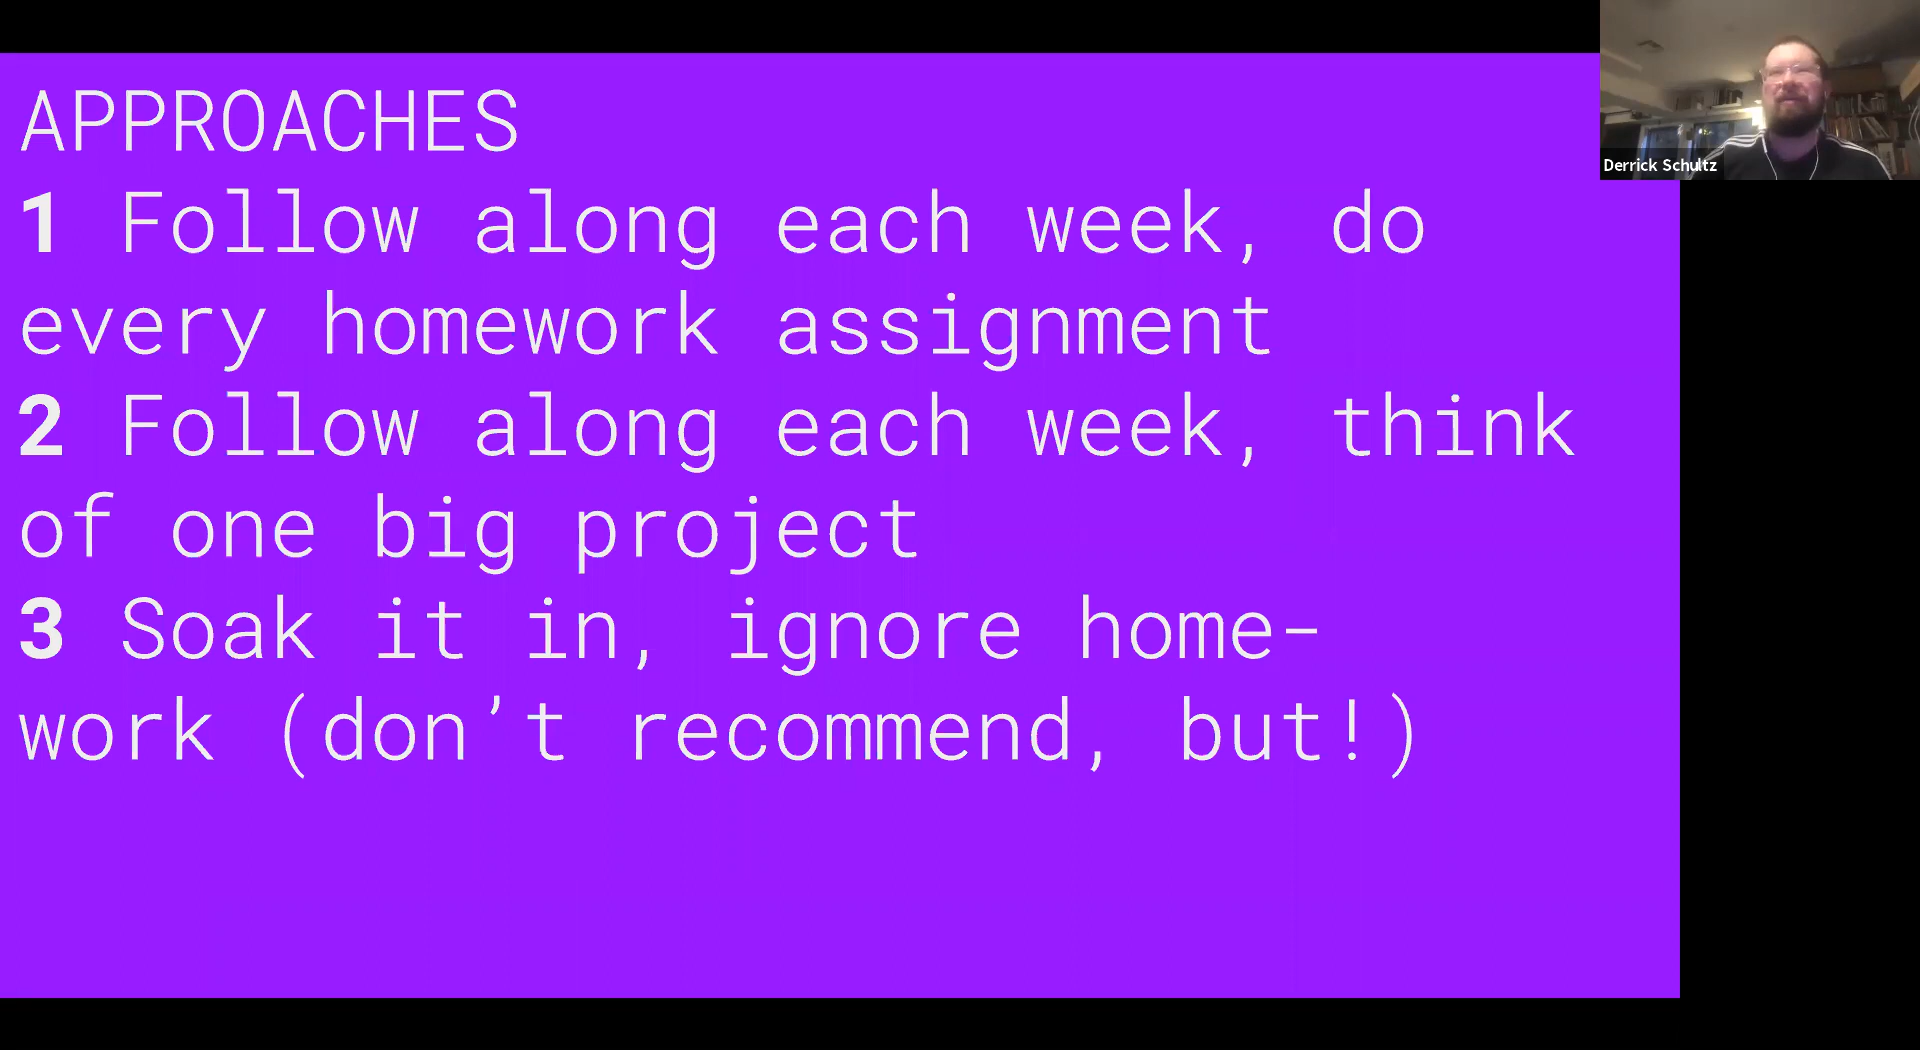 APPROACHES
1 Follow along each week, do
every homework assignment
2 Follow along each week, think
of one big project
3 Soak it in, ignore home-
work (don’t recommend, but!)
Derrick Schultz